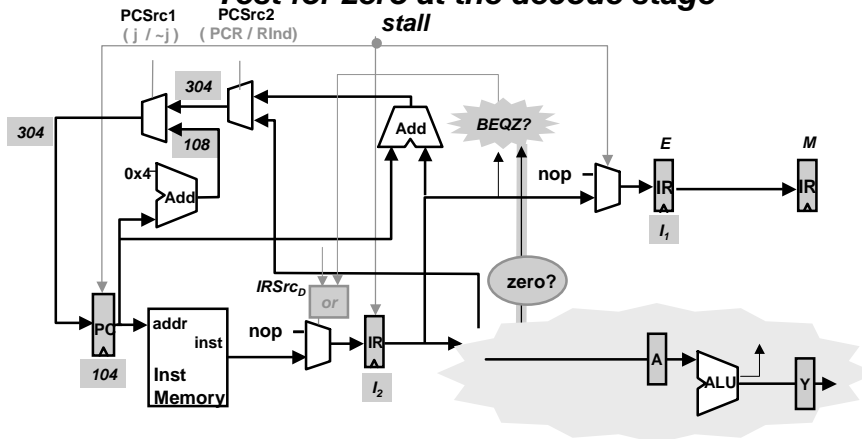 Test for zero at the decode stage
PCSrc1
( j / ~j )
PCSrc2
( PCR / RInd )
stall
304
304
108
0x4
Add
Add
BEQZ?
nop
E
IR
I1
M
IR
zero?
IRSrcD
or
nop
PC
104
addr
inst
Inst
Memory
IR
I2
A
ALU
Y